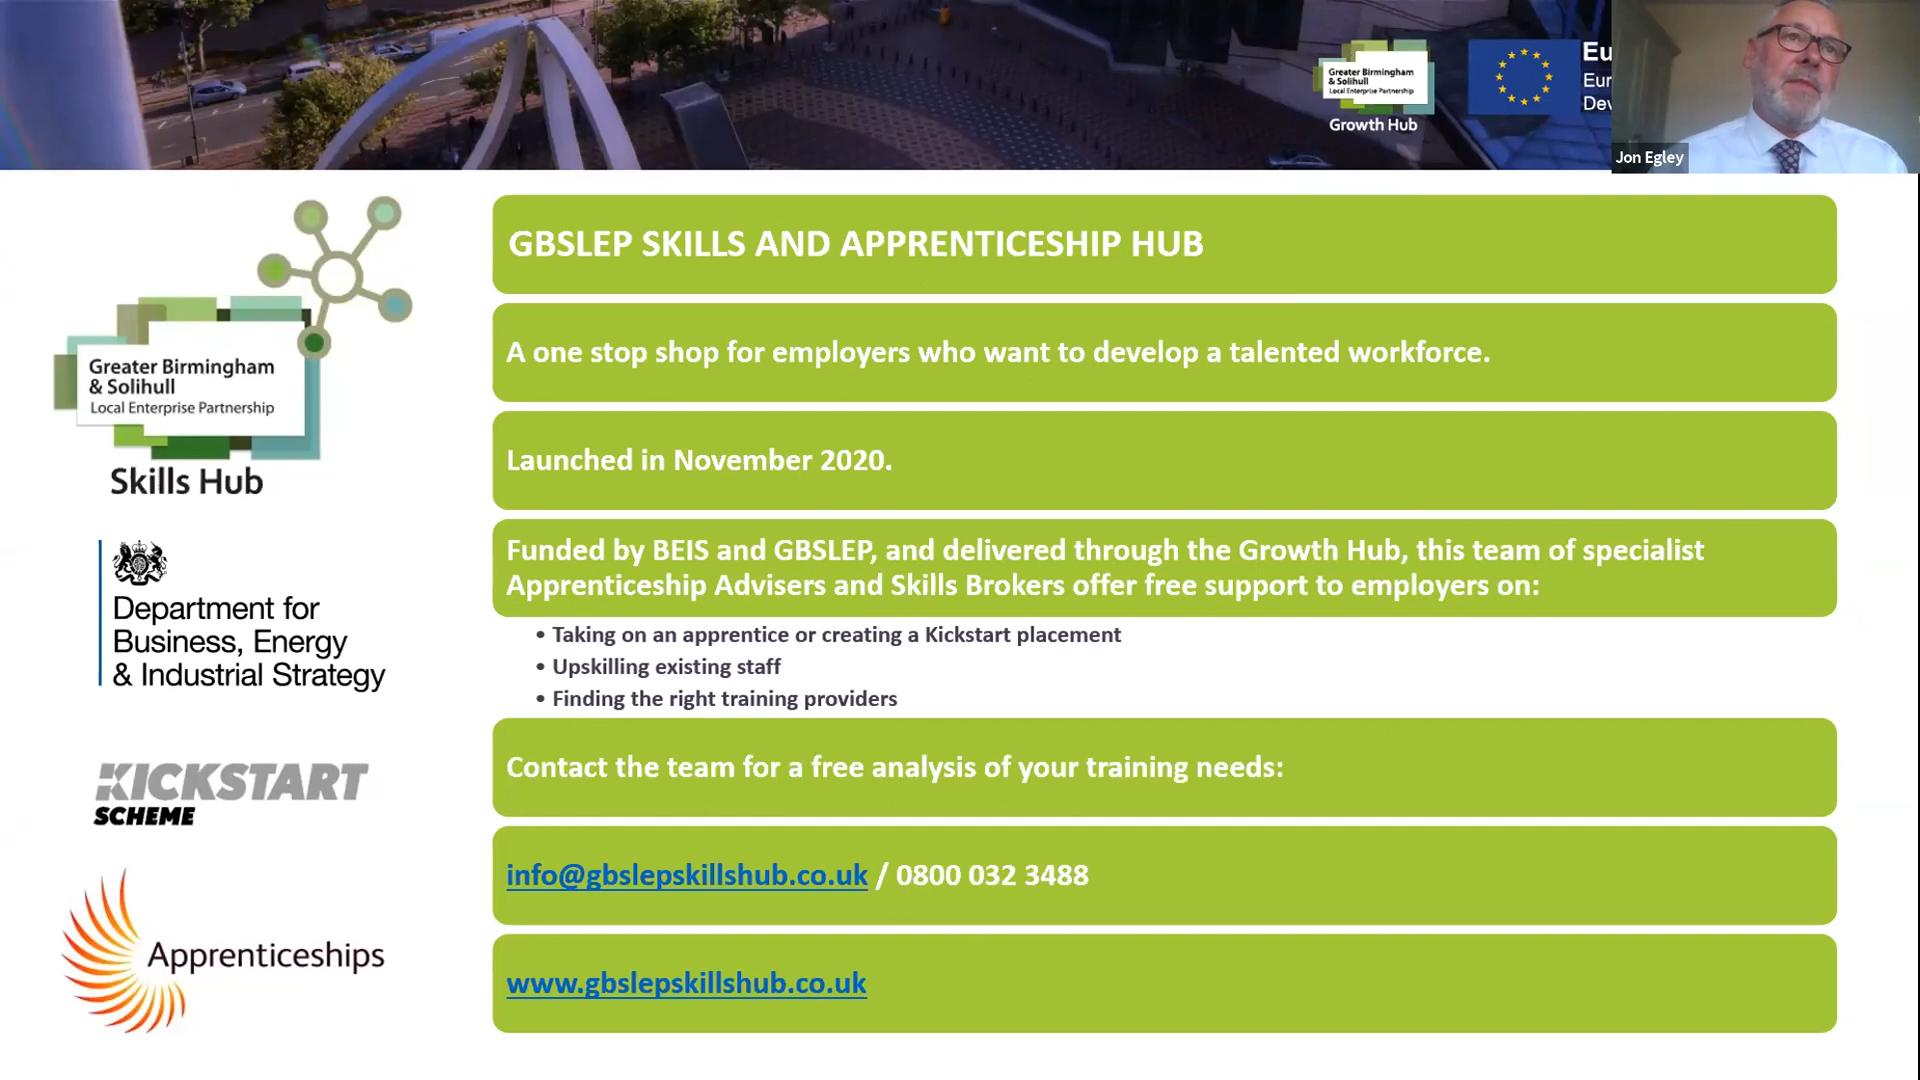 Greater Birmingham
& Solihull
Local Enterprise Partnership
Growth Hub
Eu
Eur
Dev
Jon Egley
Greater Birmingham
& Solihull
Local Enterprise Partnership
Skills Hub
Department for
Business, Energy
& Industrial Strategy
KICKSTART
SCHEME
Apprenticeships
GBSLEP SKILLS AND APPRENTICESHIP HUB
A one stop shop for employers who want to develop a talented workforce.
Launched in November 2020.
Funded by BEIS and GBSLEP, and delivered through the Growth Hub, this team of specialist
Apprenticeship Advisers and Skills Brokers offer free support to employers on:
• Taking on an apprentice or creating a Kickstart placement
• Upskilling existing staff
• Finding the right training providers
Contact the team for a free analysis of your training needs:
info@gbslepskillshub.co.uk / 0800 032 3488
www.gbslepskillshub.co.uk